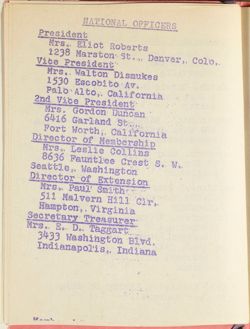 NATIONAL OFFICERS
President
Mrs. Eliot Roberts
1238 Marston St., Denver, Colo.
Vice President
Mrs. Walton Dismukes
1530 Escobito Av.
Palo Alto, California
2nd Vice President
Mrs. Gordon Duncan
6416 Garland St.
Fort Worth, California
Director of Membership
Mrs. Leslie Collins
8636 Fauntlee Crest S. W.
Seattle, Washington
Director of Extension
Mrs. Paul Smith
511 Malvern Hill Cir.
Hampton, Virginia
Secretary Treasurer
Mrs. E. D. Taggart
3433 Washington Blvd.
Indianapolis, Indiana